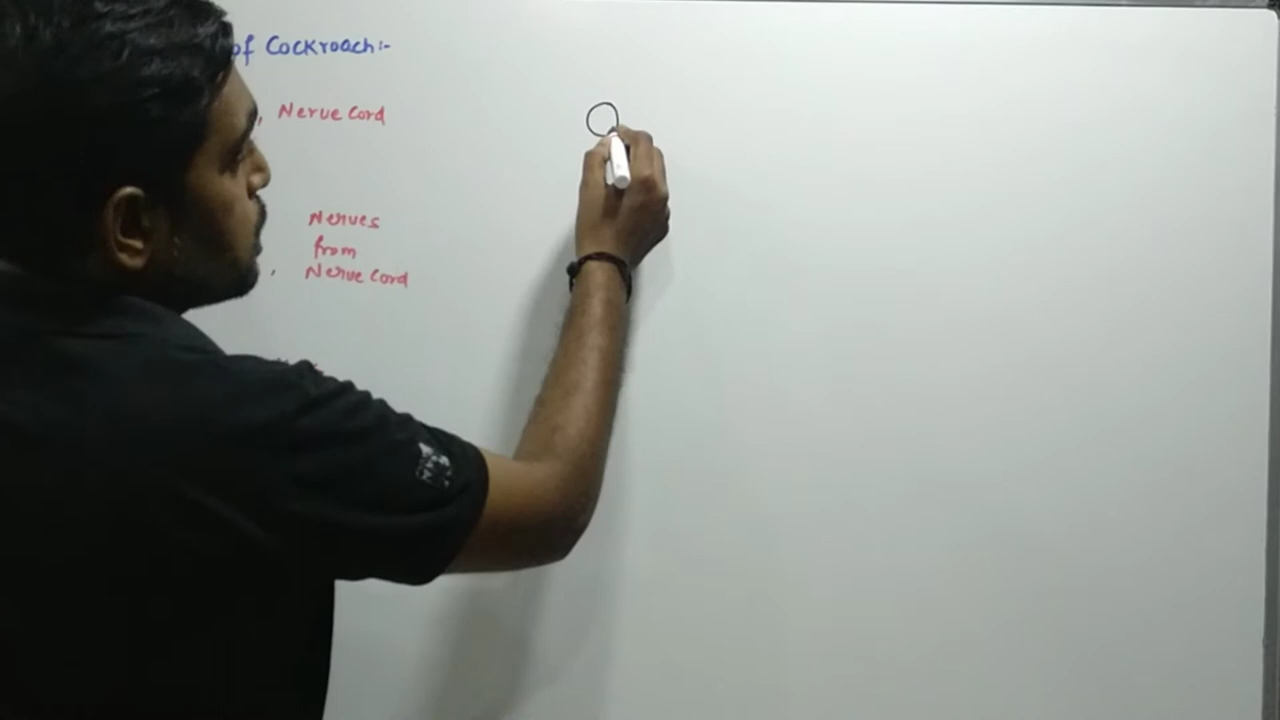 of Cockroach:-
, Nerve Cord
Nerves
from
, Nerve Cord